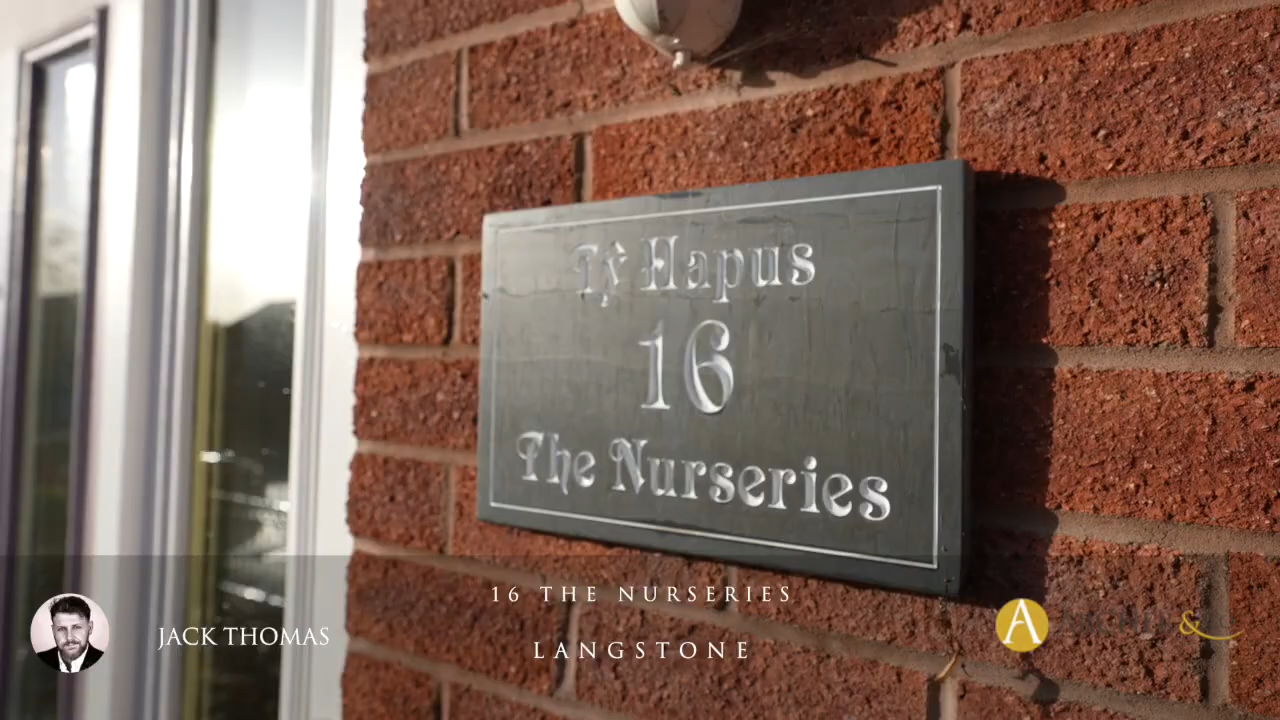 Tŷ Hapus
16
The Nurseries
16 THE NURSERIES
JACK THOMAS
LANGSTONE
A
&